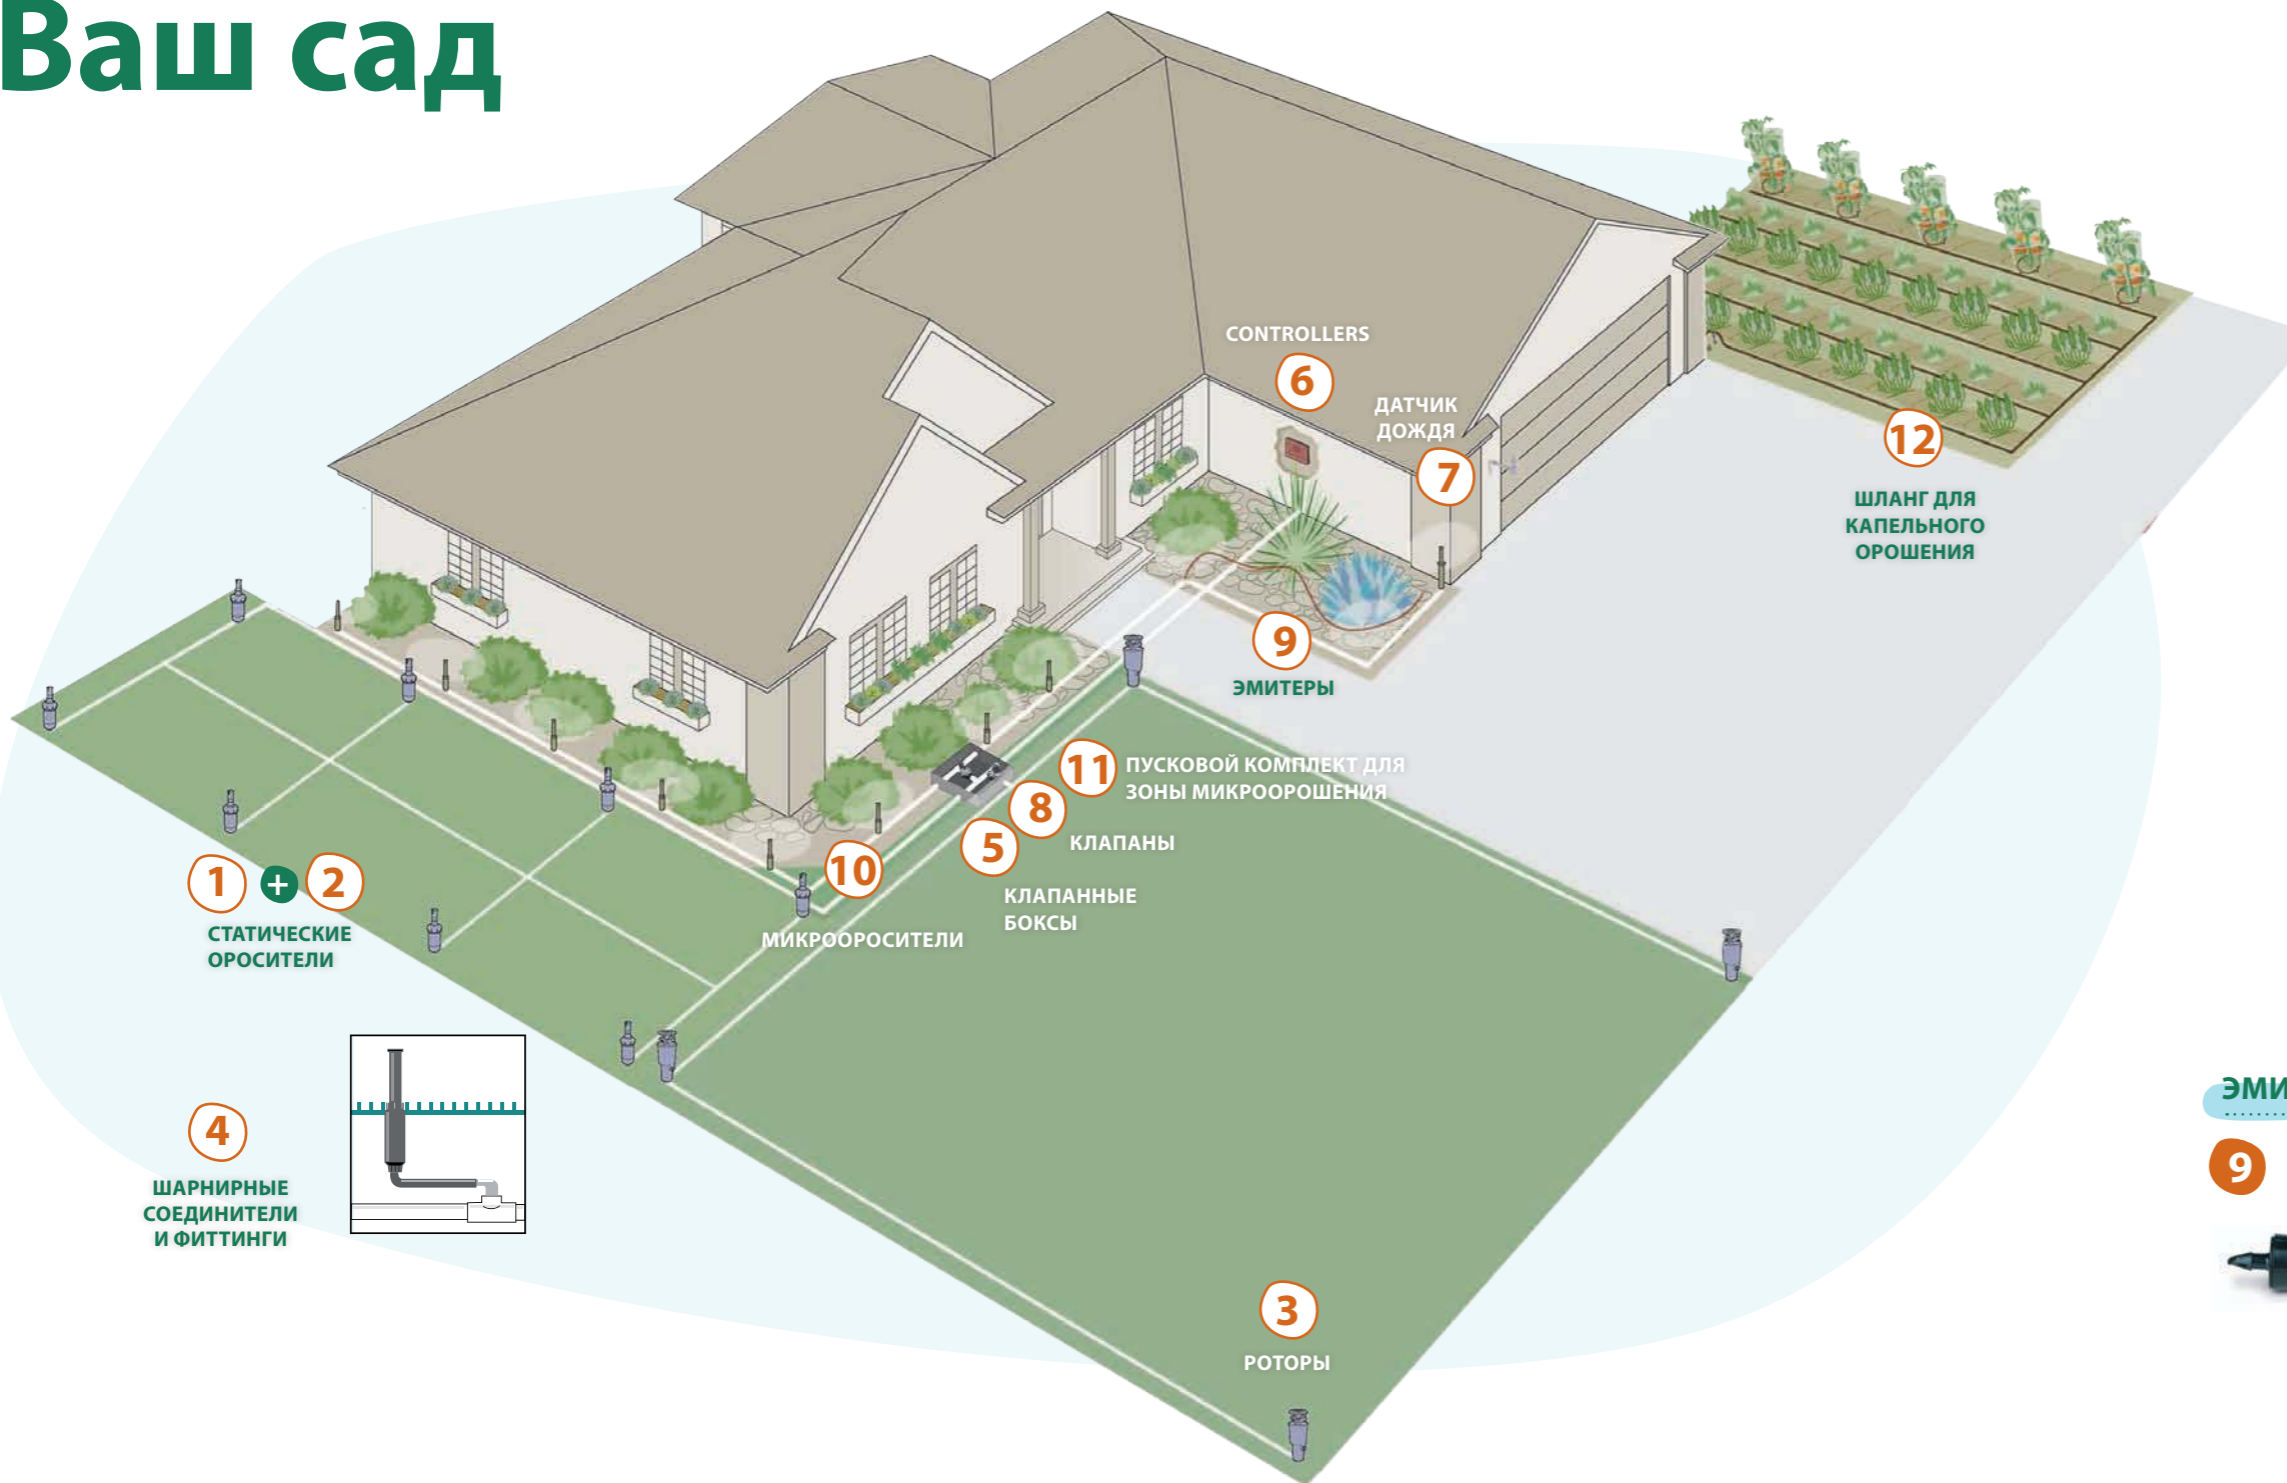 Ваш сад
CONTROLLERS
6
ДАТЧИК
ДОЖДЯ
7
12
ШЛАНГ ДЛЯ
КАПЕЛЬНОГО
ОРОШЕНИЯ
9
ЭМИТЕРЫ
11
ПУСКОВОЙ КОМПЛЕКТ ДЛЯ
ЗОНЫ МИКРООРОШЕНИЯ
8
КЛАПАНЫ
5
КЛАПАННЫЕ
БОКСЫ
10
МИКРООРОСИТЕЛИ
1 + 2
СТАТИЧЕСКИЕ
ОРОСИТЕЛИ
4
ШАРНИРНЫЕ
СОЕДИНИТЕЛИ
И ФИТТИНГИ
3
РОТОРЫ
ЭМИ
9